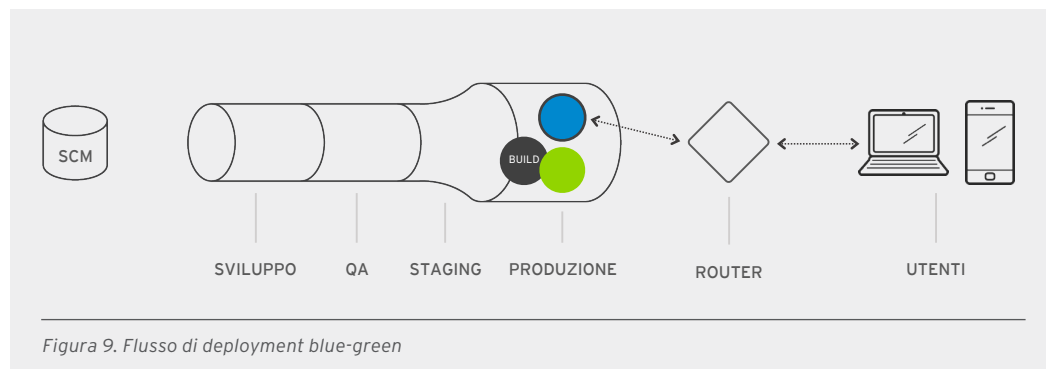 SCM
BUILD
SVILUPPO
QA
STAGING
PRODUZIONE
ROUTER
UTENTI
Figura 9. Flusso di deployment blue-green